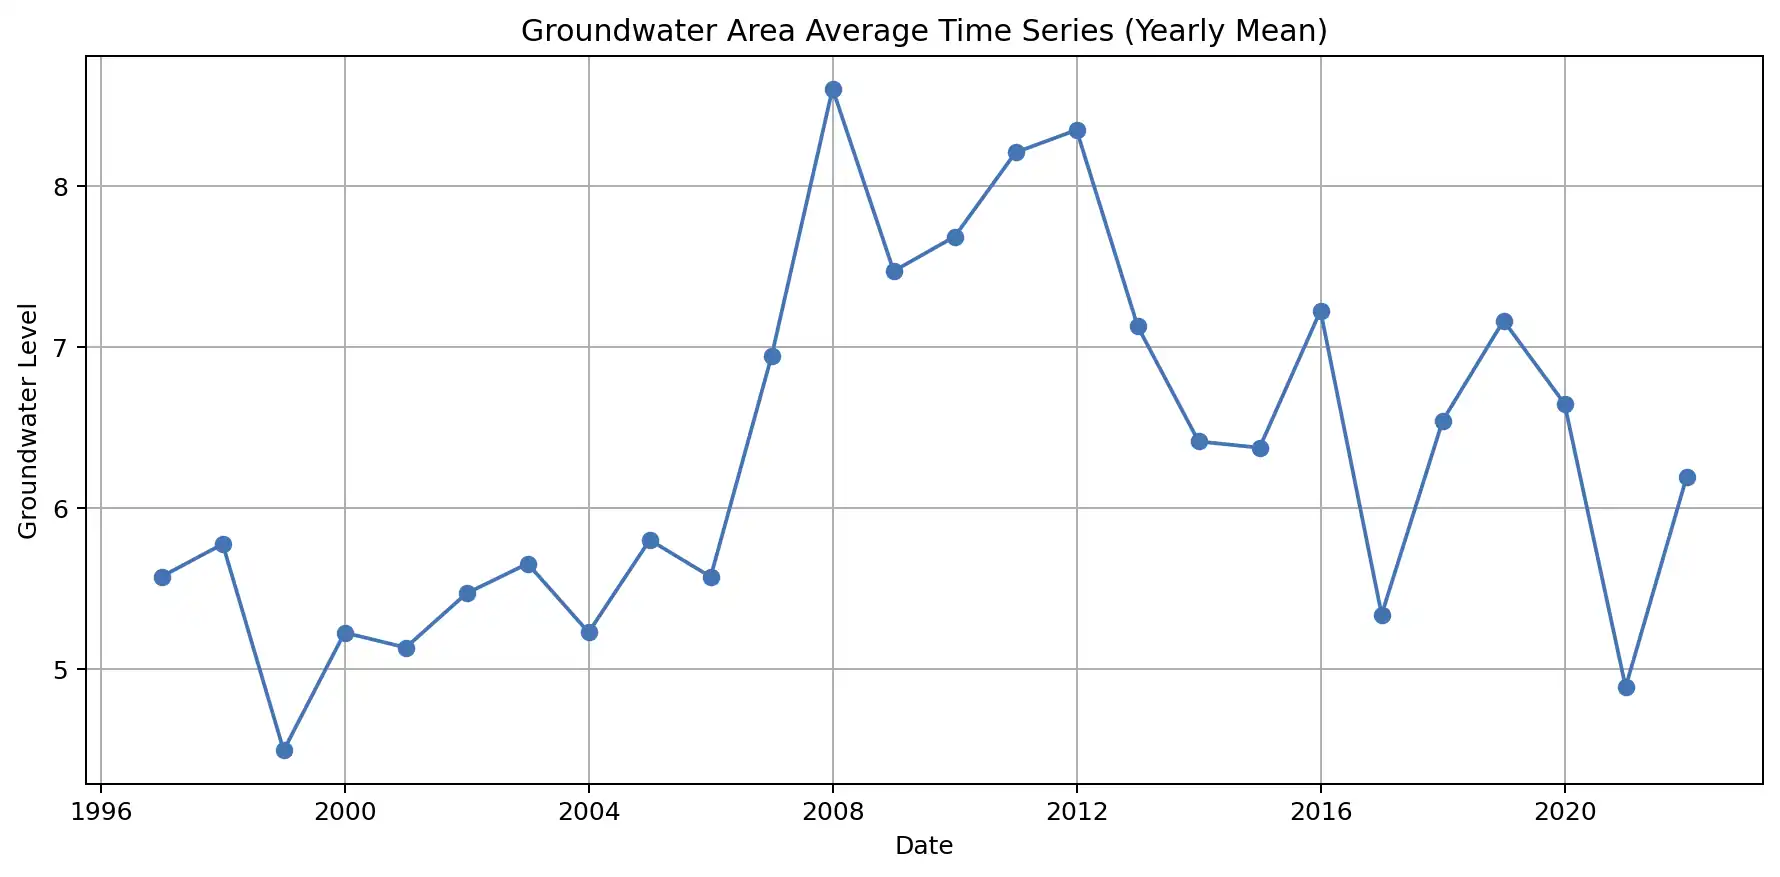 Groundwater Area Average Time Series (Yearly Mean)
Groundwater Level
8
7
6
5
1996 2000 2004 2008 2012 2016 2020
Date